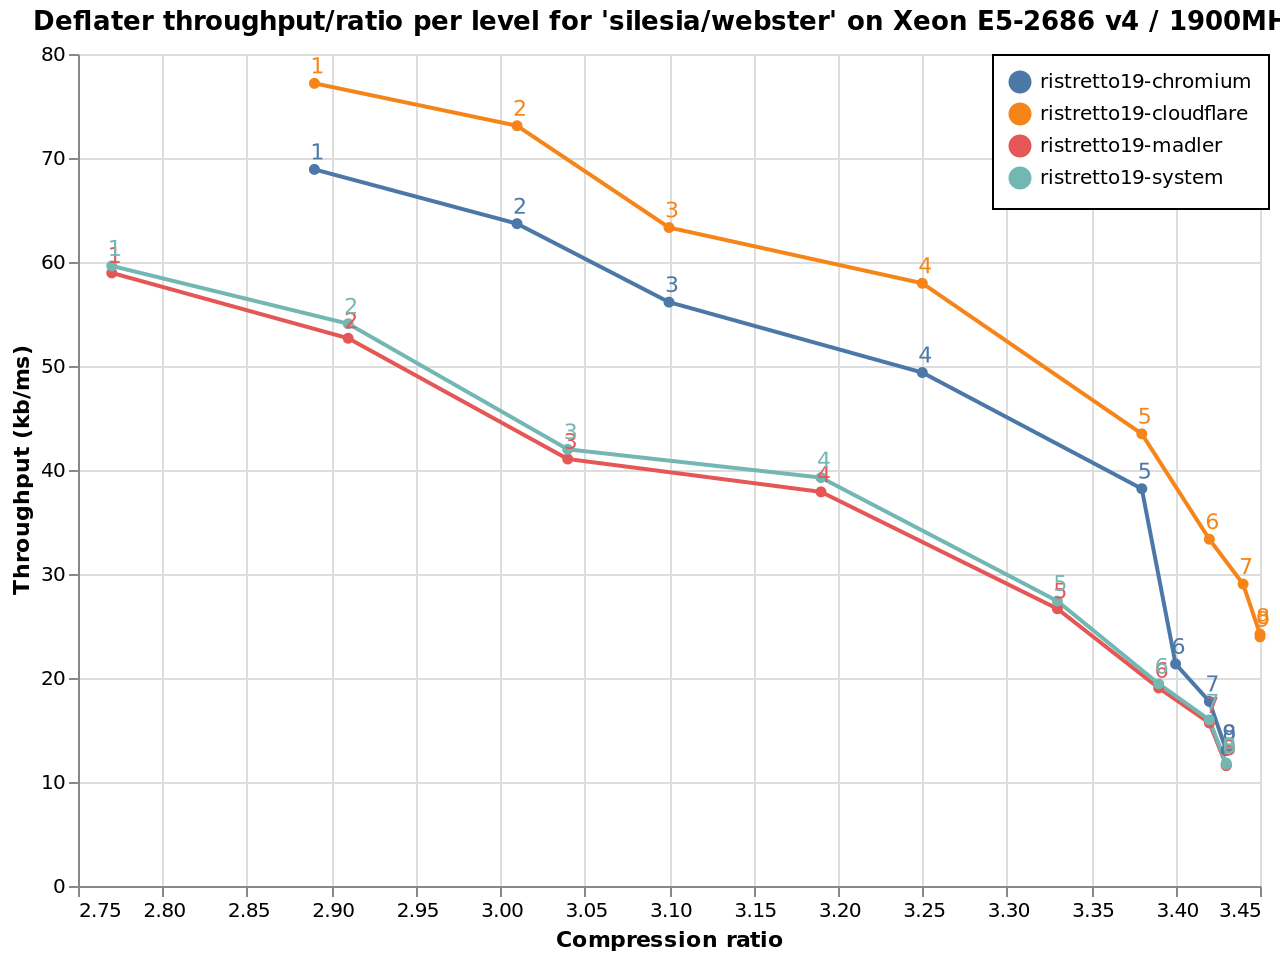 Deflater throughput/ratio per level for 'silesia/webster' on Xeon E5-2686 v4 / 1900MH
ristretto19-chromium
ristretto19-cloudflare
ristretto19-madler
ristretto19-system
Throughput (kb/ms)
80
70
60
50
40
30
20
10
0
1 2 3 4 5 6 7 8
1 2 3 4 5 6 7
1 2 3 4 5 6 7
1 2 3 4 5 6 7
2.75 2.80 2.85 2.90 2.95 3.00 3.05 3.10 3.15 3.20 3.25 3.30 3.35 3.40 3.45
Compression ratio